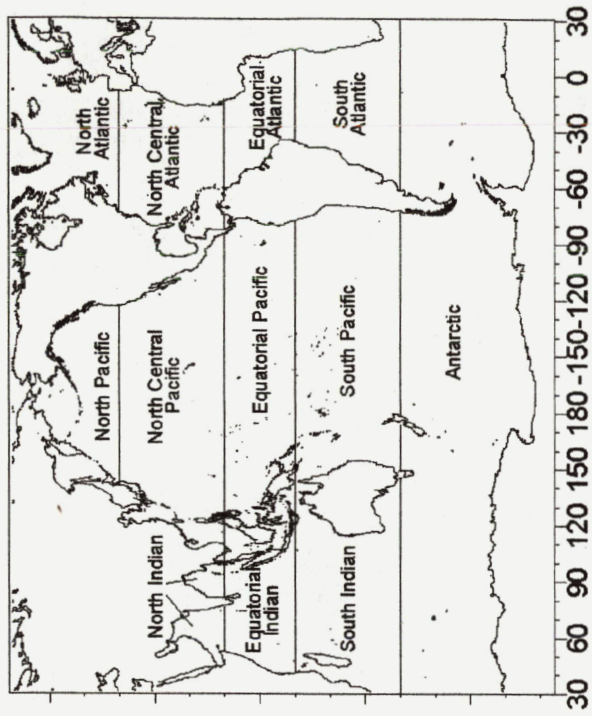 North
Pacific
North
Atlantic
North Indian
North Central
Pacific
North Central
Atlantic
Equatorial
Indian
Equatorial Pacific
Equatorial
Atlantic
South Indian
South Pacific
South
Atlantic
Antarctic
30 60 90 120 150 180 -150 -120 -90 -60 -30 0 30